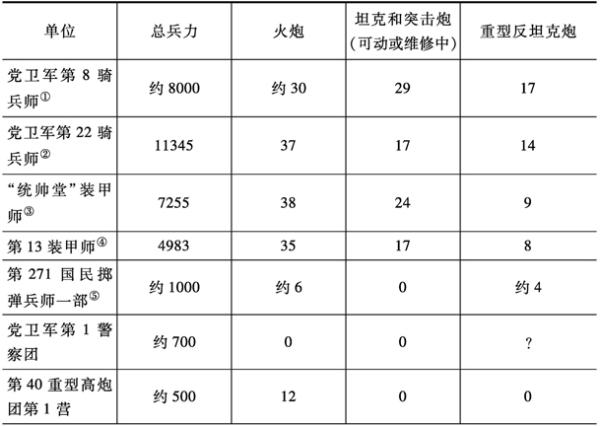 单位 总兵力 火炮 坦克和突击炮 重型反坦克炮
(可动或维修中)
党卫军第 8 骑
兵师① 约 8000 约 30 29 17
党卫军第 22 骑
兵师② 11345 37 17 14
“统帅堂”装甲
师③ 7255 38 24 9
第 13 装甲师④ 4983 35 17 8
第 271 国民掷
弹兵师一部⑤ 约 1000 约 6 0 约 4
党卫军第 1 警
察团 约 700 0 0 ?
第 40 重型高炮
团第 1 营 约 500 12 0 0